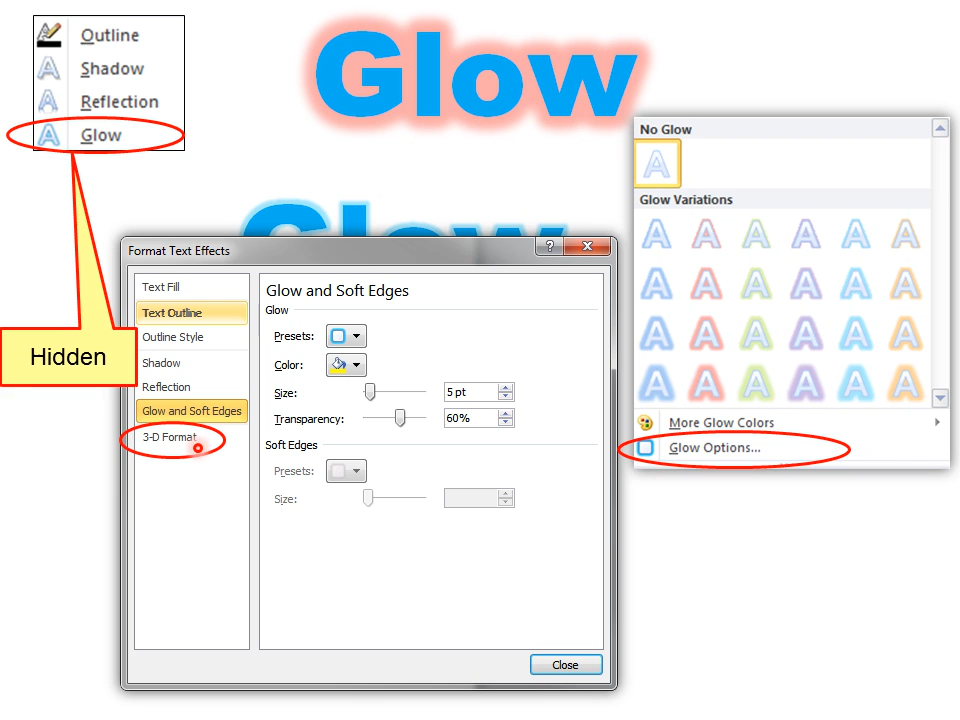 Outline
Shadow
Reflection
Glow
Glow
No Glow
A
Glow Variations
A A A A A A
A A A A A A
A A A A A A
A A A A A A
More Glow Colors
Glow Options...
Glow
Hidden
Format Text Effects
?
Text Fill
Text Outline
Outline Style
Shadow
Reflection
Glow and Soft Edges
3-D Format
Glow and Soft Edges
Glow
Presets:
Color:
Size: 5 pt
Transparency: 60%
Soft Edges
Presets:
Size:
Close